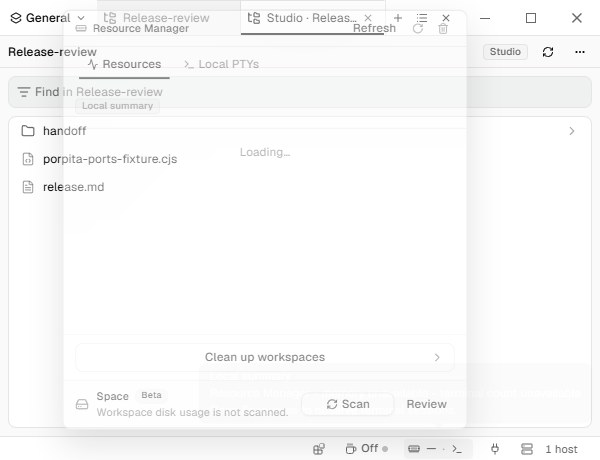 General
Release-review
Studio · Releas...
Resource Manager
Refresh
Release-review
Studio
Resources
Local PTYs
Find in Release-review
Local summary
handoff
Loading...
porpita-ports-fixture.cjs
release.md
Clean up workspaces
Space
Beta
Workspace disk usage is not scanned.
Scan
Review
Off
1 host